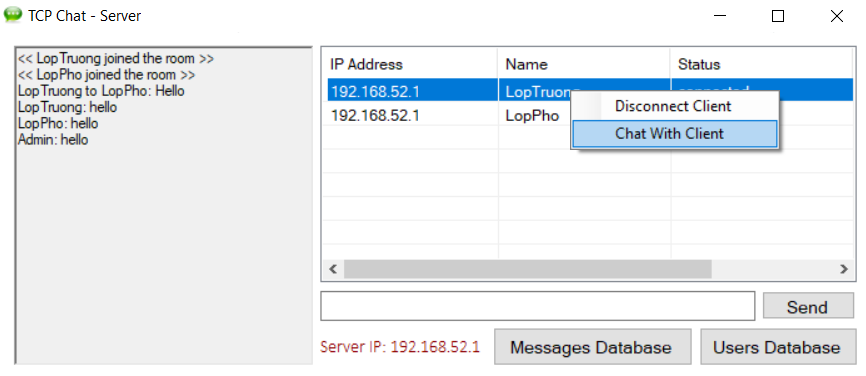 TCP Chat - Server
<< LopTruong joined the room >>
<< LopPho joined the room >>
LopTruong to LopPho: Hello
LopTruong: hello
LopPho: hello
Admin: hello
IP Address Name Status
192.168.52.1 LopTruong connected
192.168.52.1 LopPho
Disconnect Client
Chat With Client
Send
Server IP: 192.168.52.1 Messages Database Users Database